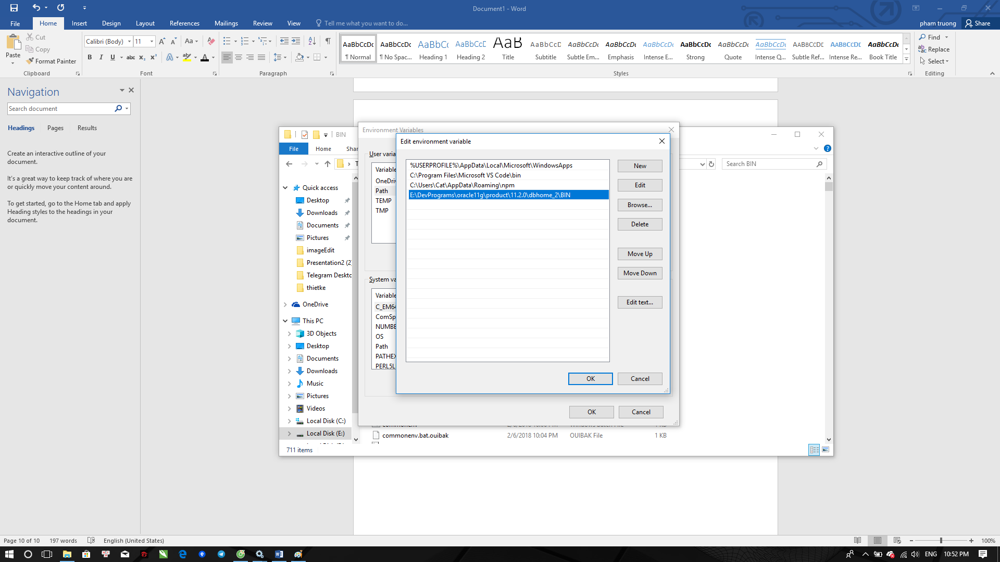 Document1 - Word
File Home Insert Design Layout References Mailings Review View Tell me what you want to do... pham truong Share
Paste Cut Copy Format Painter
Calibri (Body) 11
AaBbCcDc AaBbCcDc AaBbCc AaBbCcD AaB AaBbCcD AaBbCcDc AaBbCcDc AaBbCcDc AaBbCcDc AaBbCcDc AaBbCcDc AABBCCDD AABBCCDD AaBbCcDc
¶ Normal ¶ No Spac... Heading 1 Heading 2 Title Subtitle Subtle Em... Emphasis Intense E... Strong Quote Intense Q... Subtle Ref... Intense Re... Book Title
Find
Replace
Select
Clipboard Font Paragraph Styles Editing
Navigation
Search document
Headings Pages Results
Create an interactive outline of your
document.
It's a great way to keep track of where you are
or quickly move your content around.
To get started, go to the Home tab and apply
Heading styles to the headings in your
document.
BIN
File Home Shar
Search BIN
Quick access
Desktop
Downloads
Documents
Pictures
imageEdit
Presentation2 (2)
Telegram Deskto
thietke
OneDrive
This PC
3D Objects
Desktop
Documents
Downloads
Music
Pictures
Videos
Local Disk (C:)
Local Disk (E:)
711 items
commonenv.bat.ouibak 2/6/2018 10:04 PM OUIBAK File 1 KB
Environment Variables
User varia
Variable
OneDriv
Path
TEMP
TMP
System va
Variable
C_EM64
ComSp
NUMBE
OS
Path
PATHEX
PERL5L
OK Cancel
Edit environment variable
%USERPROFILE%\AppData\Local\Microsoft\WindowsApps
C:\Program Files\Microsoft VS Code\bin
C:\Users\Cat\AppData\Roaming\npm
E:\DevPrograms\oracle11g\product\11.2.0\dbhome_2\BIN
New
Edit
Browse...
Delete
Move Up
Move Down
Edit text...
OK Cancel
Page 10 of 10 197 words English (United States) 100%
ENG 10:52 PM